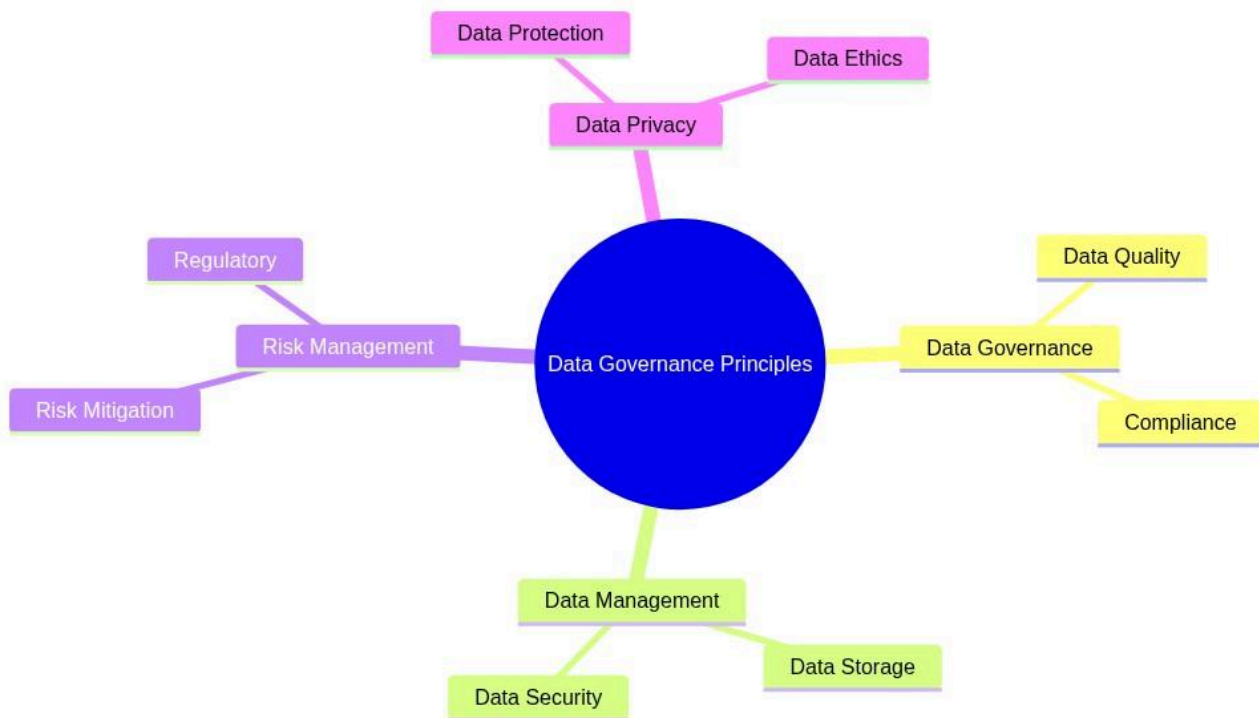 Data Protection
Data Ethics
Data Privacy
Regulatory
Data Quality
Risk Management
Data Governance Principles
Data Governance
Risk Mitigation
Compliance
Data Management
Data Storage
Data Security